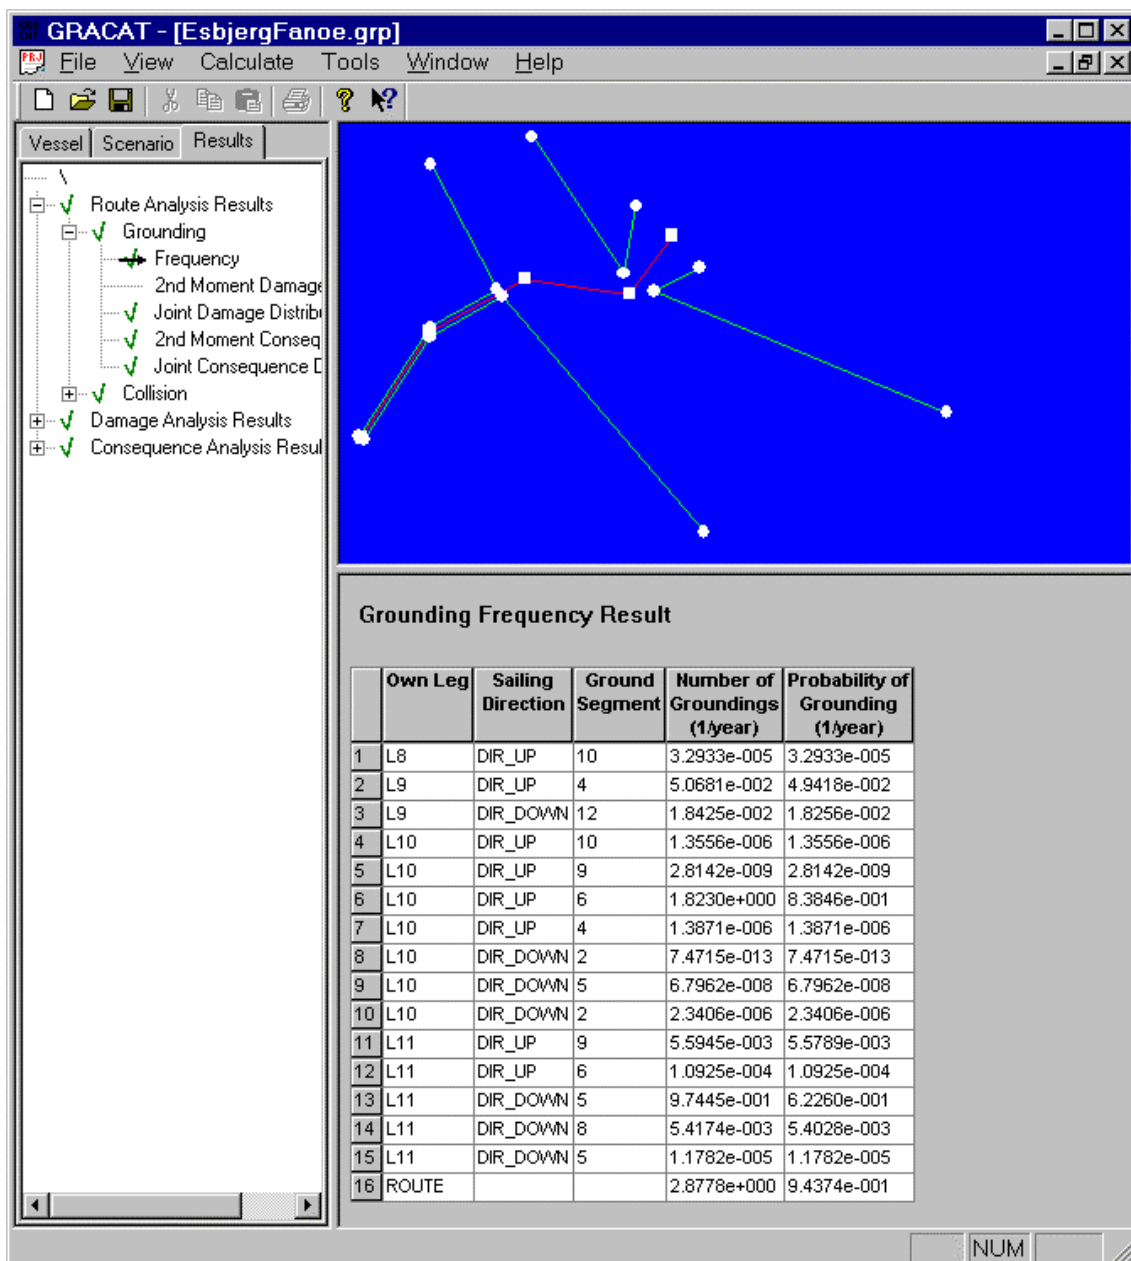 GRACAT - [EsbjergFanoe.grp]
File View Calculate Tools Window Help
Vessel Scenario Results
\
Route Analysis Results
Grounding
Frequency
2nd Moment Damage
Joint Damage Distribu
2nd Moment Conseq
Joint Consequence D
Collision
Damage Analysis Results
Consequence Analysis Resul
Grounding Frequency Result
Own Leg Sailing Direction Ground Segment Number of Groundings (1/year) Probability of Grounding (1/year)
1 L8 DIR_UP 10 3.2933e-005 3.2933e-005
2 L9 DIR_UP 4 5.0681e-002 4.9418e-002
3 L9 DIR_DOWN 12 1.8425e-002 1.8256e-002
4 L10 DIR_UP 10 1.3556e-006 1.3556e-006
5 L10 DIR_UP 9 2.8142e-009 2.8142e-009
6 L10 DIR_UP 6 1.8230e+000 8.3846e-001
7 L10 DIR_UP 4 1.3871e-006 1.3871e-006
8 L10 DIR_DOWN 2 7.4715e-013 7.4715e-013
9 L10 DIR_DOWN 5 6.7962e-008 6.7962e-008
10 L10 DIR_DOWN 2 2.3406e-006 2.3406e-006
11 L11 DIR_UP 9 5.5945e-003 5.5789e-003
12 L11 DIR_UP 6 1.0925e-004 1.0925e-004
13 L11 DIR_DOWN 5 9.7445e-001 6.2260e-001
14 L11 DIR_DOWN 8 5.4174e-003 5.4028e-003
15 L11 DIR_DOWN 5 1.1782e-005 1.1782e-005
16 ROUTE 2.8778e+000 9.4374e-001
NUM